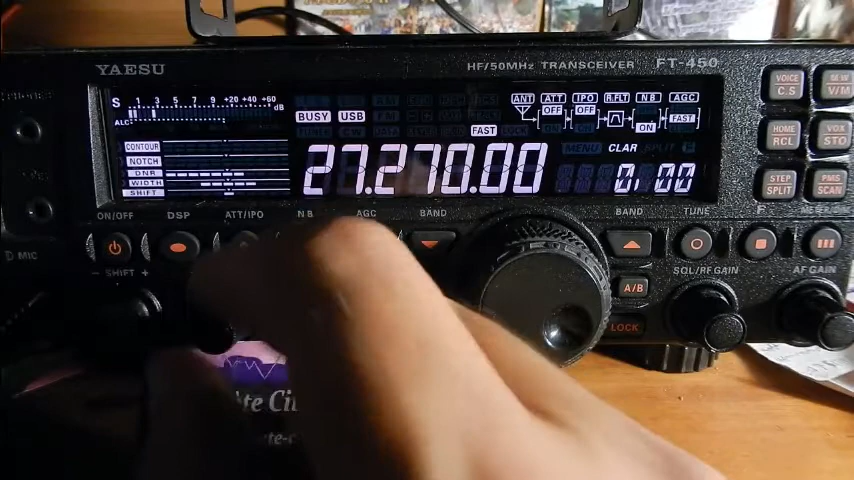 YAESU
HF/50MHz TRANSCEIVER FT-450
S 1 3 5 7 9 +20 +40 +60 dB
ALC
BUSY USB
FAST
ANT ATT IPO R.FLT NB AGC
OFF OFF
ON FAST
CONTOUR
NOTCH
DNR
WIDTH
SHIFT
MENU CLAR SPLIT
27.270.00
0.00
VOICE
C.S
M W
V/M
HOME
RCL
VOX
STO
STEP
SPLIT
PMS
SCAN
ON/OFF DSP ATT/IPO N B AGC BAND
BAND TUNE F
MIC
− SHIFT +
A/B
LOCK
SQL/RF GAIN
AF GAIN